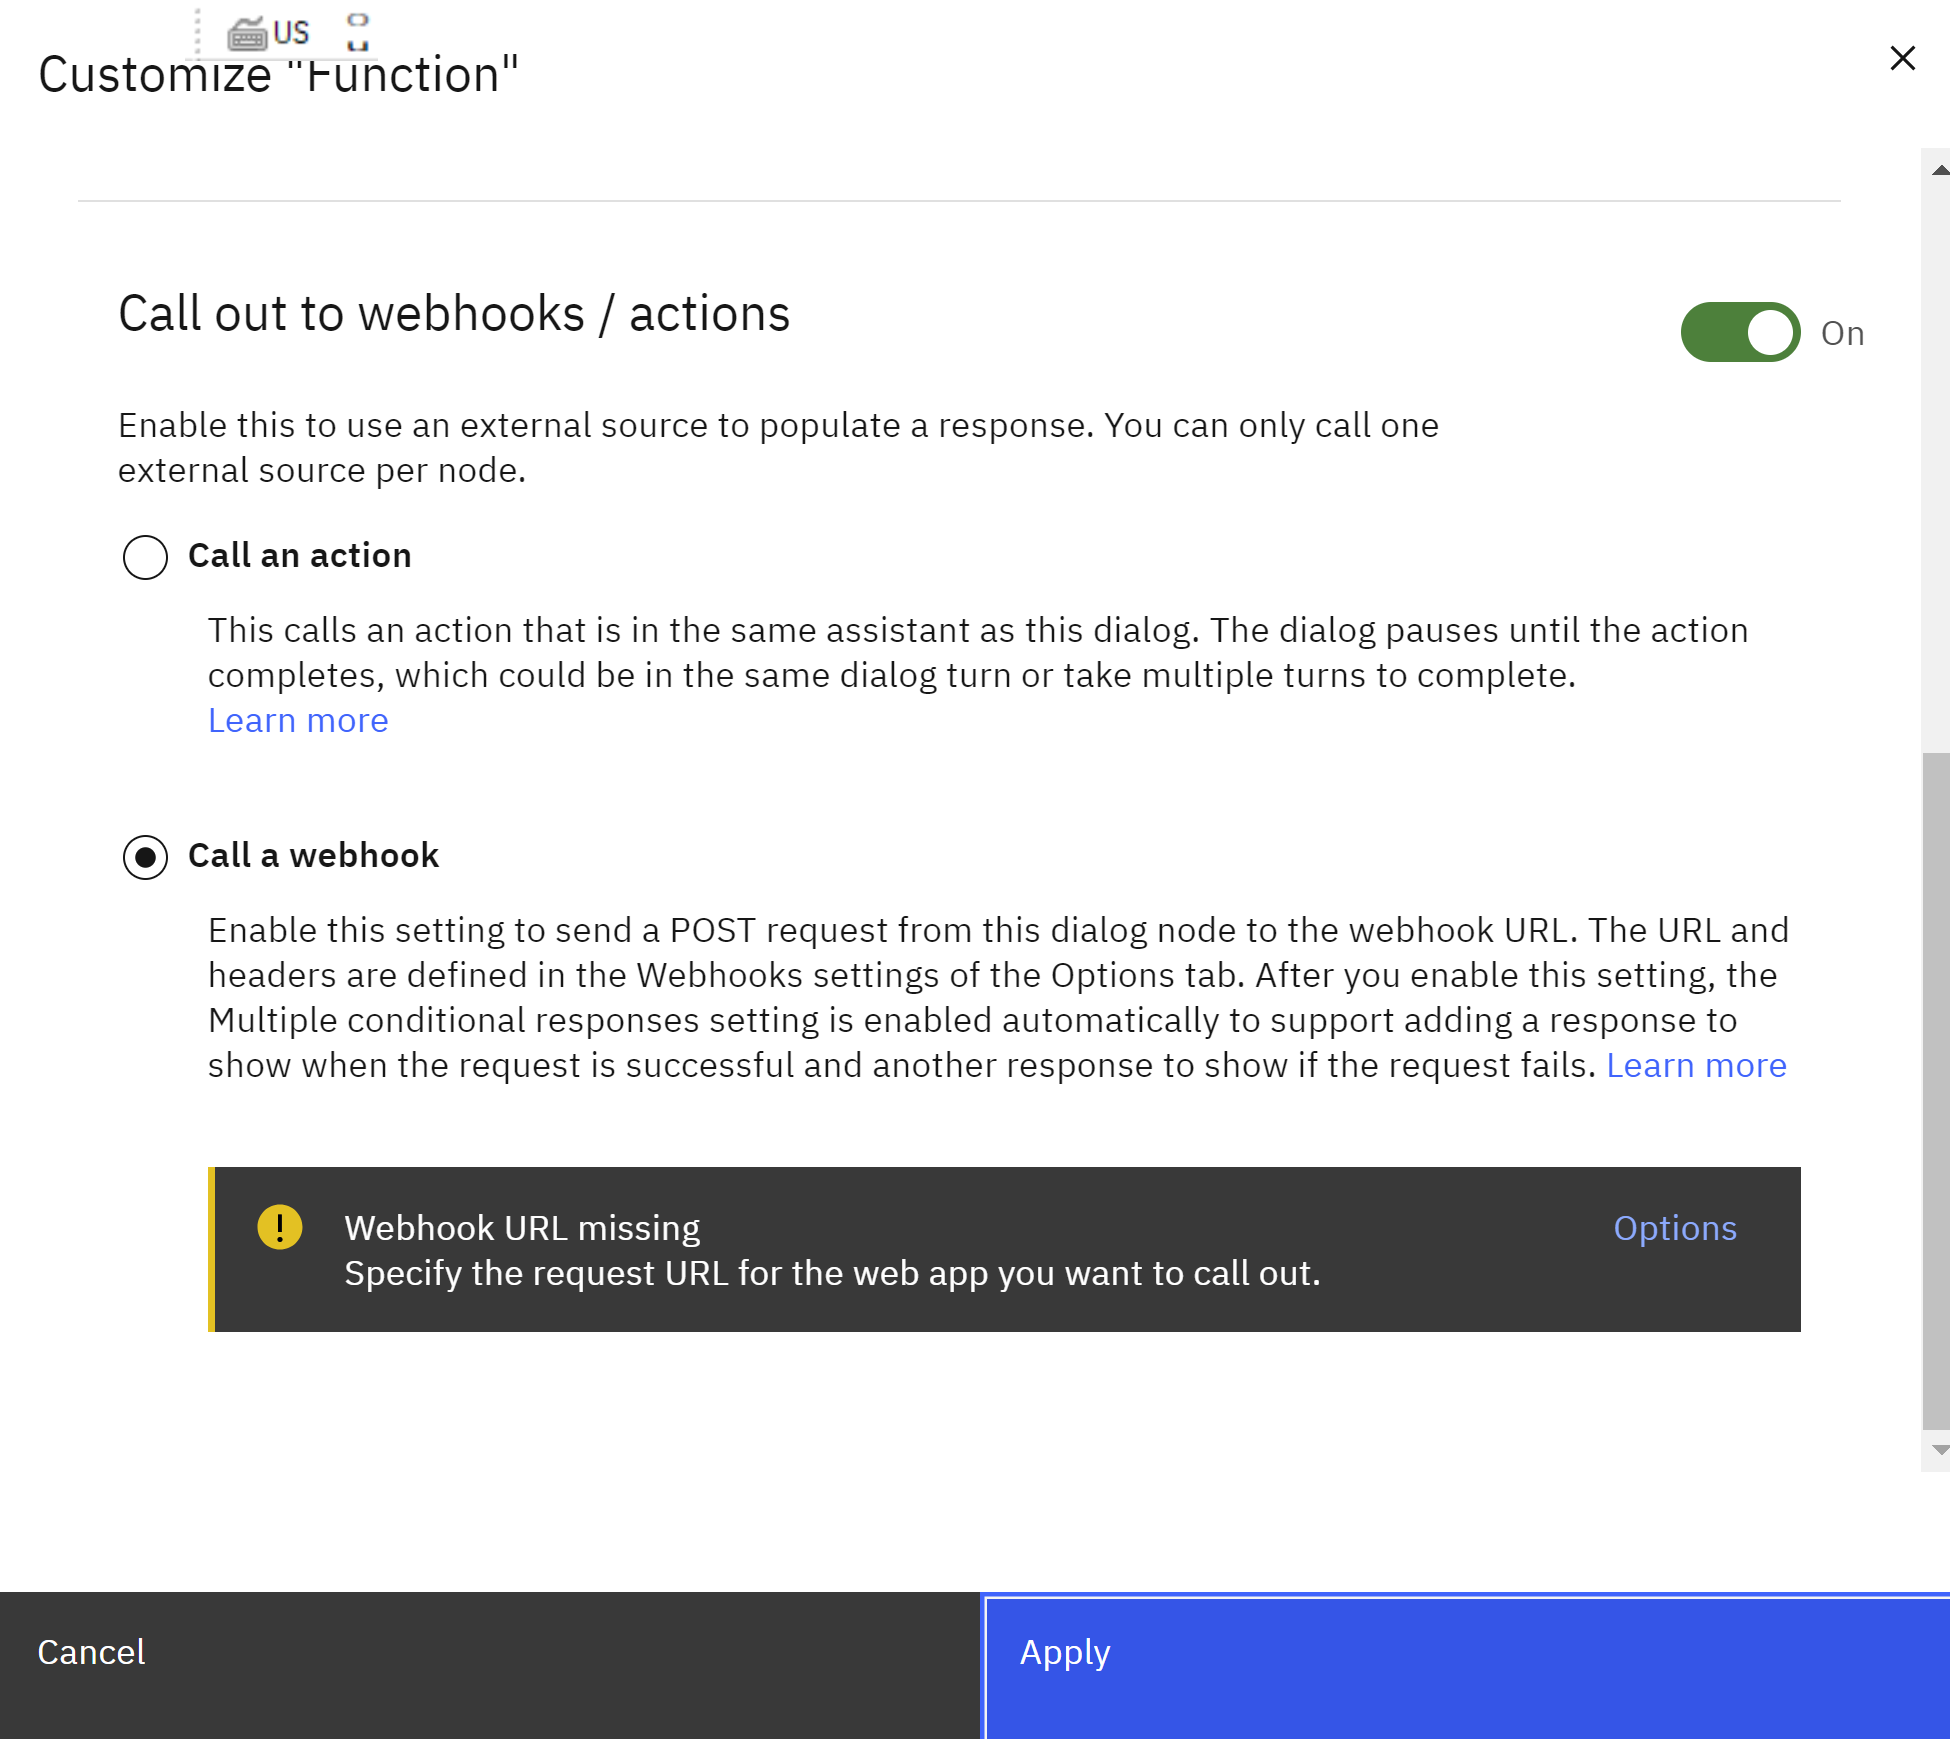 US
Customize "Function"
Call out to webhooks / actions
On
Enable this to use an external source to populate a response. You can only call one
external source per node.
Call an action
This calls an action that is in the same assistant as this dialog. The dialog pauses until the action
completes, which could be in the same dialog turn or take multiple turns to complete.
Learn more
Call a webhook
Enable this setting to send a POST request from this dialog node to the webhook URL. The URL and
headers are defined in the Webhooks settings of the Options tab. After you enable this setting, the
Multiple conditional responses setting is enabled automatically to support adding a response to
show when the request is successful and another response to show if the request fails. Learn more
Webhook URL missing
Options
Specify the request URL for the web app you want to call out.
Cancel
Apply